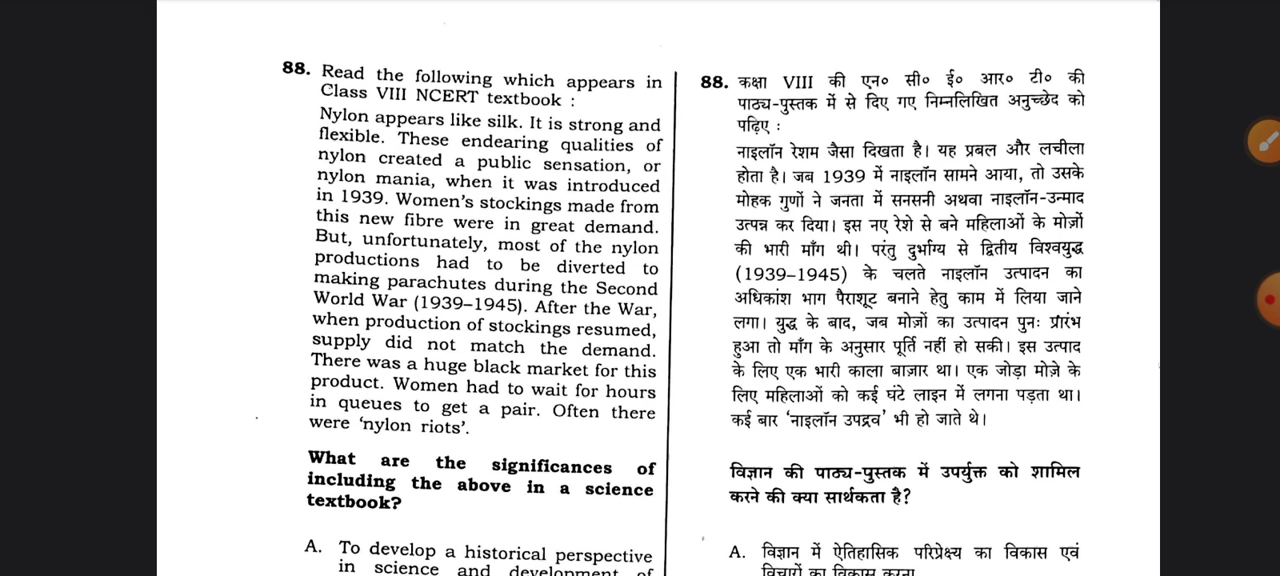 88. Read the following which appears in
Class VIII NCERT textbook :
Nylon appears like silk. It is strong and
flexible. These endearing qualities of
nylon created a public sensation, or
nylon mania, when it was introduced
in 1939. Women's stockings made from
this new fibre were in great demand.
But, unfortunately, most of the nylon
productions had to be diverted to
making parachutes during the Second
World War (1939–1945). After the War,
when production of stockings resumed,
supply did not match the demand.
There was a huge black market for this
product. Women had to wait for hours
in queues to get a pair. Often there
were 'nylon riots'.
What are the significances of
including the above in a science
textbook?
A. To develop a historical perspective
in science and development of
88. कक्षा VIII की एन० सी० ई० आर० टी० की
पाठ्य-पुस्तक में से दिए गए निम्नलिखित अनुच्छेद को
पढ़िए :
नाइलॉन रेशम जैसा दिखता है। यह प्रबल और लचीला
होता है। जब 1939 में नाइलॉन सामने आया, तो उसके
मोहक गुणों ने जनता में सनसनी अथवा नाइलॉन-उन्माद
उत्पन्न कर दिया। इस नए रेशे से बने महिलाओं के मोज़ों
की भारी माँग थी। परंतु दुर्भाग्य से द्वितीय विश्वयुद्ध
(1939–1945) के चलते नाइलॉन उत्पादन का
अधिकांश भाग पैराशूट बनाने हेतु काम में लिया जाने
लगा। युद्ध के बाद, जब मोज़ों का उत्पादन पुनः प्रारंभ
हुआ तो माँग के अनुसार पूर्ति नहीं हो सकी। इस उत्पाद
के लिए एक भारी काला बाज़ार था। एक जोड़ा मोज़े के
लिए महिलाओं को कई घंटे लाइन में लगना पड़ता था।
कई बार 'नाइलॉन उपद्रव' भी हो जाते थे।
विज्ञान की पाठ्य-पुस्तक में उपर्युक्त को शामिल
करने की क्या सार्थकता है?
A. विज्ञान में ऐतिहासिक परिप्रेक्ष्य का विकास एवं
विचारों का विकास करना